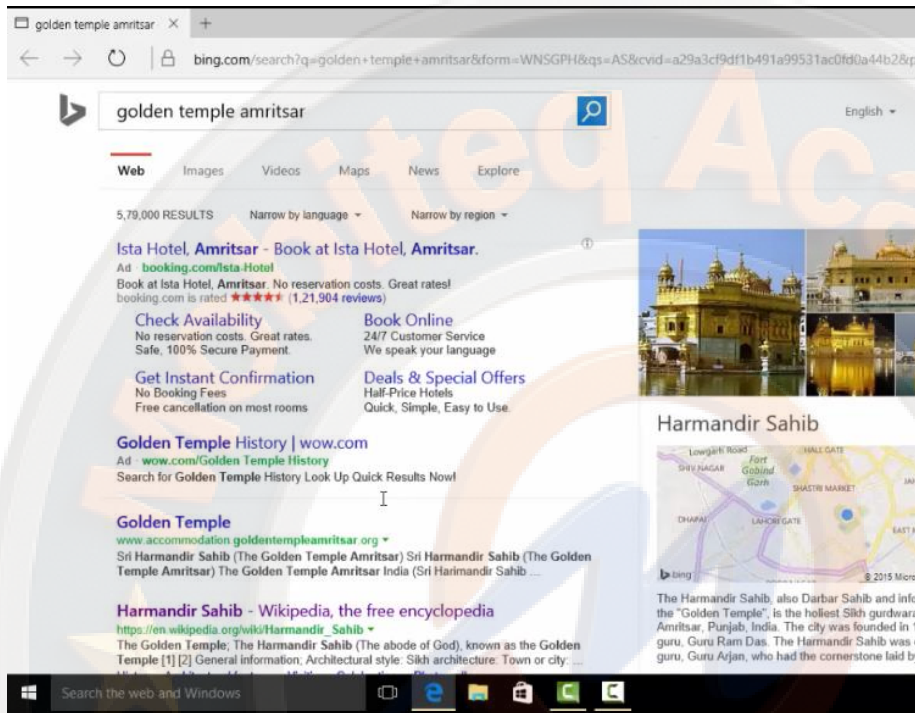 golden temple amritsar
bing.com/search?q=golden+temple+amritsar&form=WNSGPH&qs=AS&cvid=a29a3cf9df1b491a99531ac0fd0a44b2&p
golden temple amritsar
English
Web Images Videos Maps News Explore
5,79,000 RESULTS Narrow by language Narrow by region
Ista Hotel, Amritsar - Book at Ista Hotel, Amritsar.
Ad · booking.com/Ista-Hotel
Book at Ista Hotel, Amritsar. No reservation costs. Great rates!
booking.com is rated (1,21,904 reviews)
Check Availability
No reservation costs. Great rates.
Safe, 100% Secure Payment.
Book Online
24/7 Customer Service
We speak your language
Get Instant Confirmation
No Booking Fees
Free cancellation on most rooms
Deals & Special Offers
Half-Price Hotels
Quick, Simple, Easy to Use.
Golden Temple History | wow.com
Ad · wow.com/Golden Temple History
Search for Golden Temple History Look Up Quick Results Now!
Golden Temple
www.accommodation.goldentempleamritsar.org
Sri Harmandir Sahib (The Golden Temple Amritsar) Sri Harmandir Sahib (The Golden
Temple Amritsar) The Golden Temple Amritsar India (Sri Harimandir Sahib ...
Harmandir Sahib - Wikipedia, the free encyclopedia
https://en.wikipedia.org/wiki/Harmandir_Sahib
The Golden Temple; The Harmandir Sahib (The abode of God), known as the Golden
Temple [1] [2] General information; Architectural style: Sikh architecture: Town or city: ...
Harmandir Sahib
Lowgarh Road
HALL GATE
SHIV NAGAR
Fort
Gobind
Garh
SHASTRI MARKET
DHAPAI
LAHORI GATE
EAST
bing
© 2015 Micro
The Harmandir Sahib, also Darbar Sahib and info
the "Golden Temple", is the holiest Sikh gurdwara
Amritsar, Punjab, India. The city was founded in 1
guru, Guru Ram Das. The Harmandir Sahib was
guru, Guru Arjan, who had the cornerstone laid b
Search the web and Windows
Mobiteq Aca